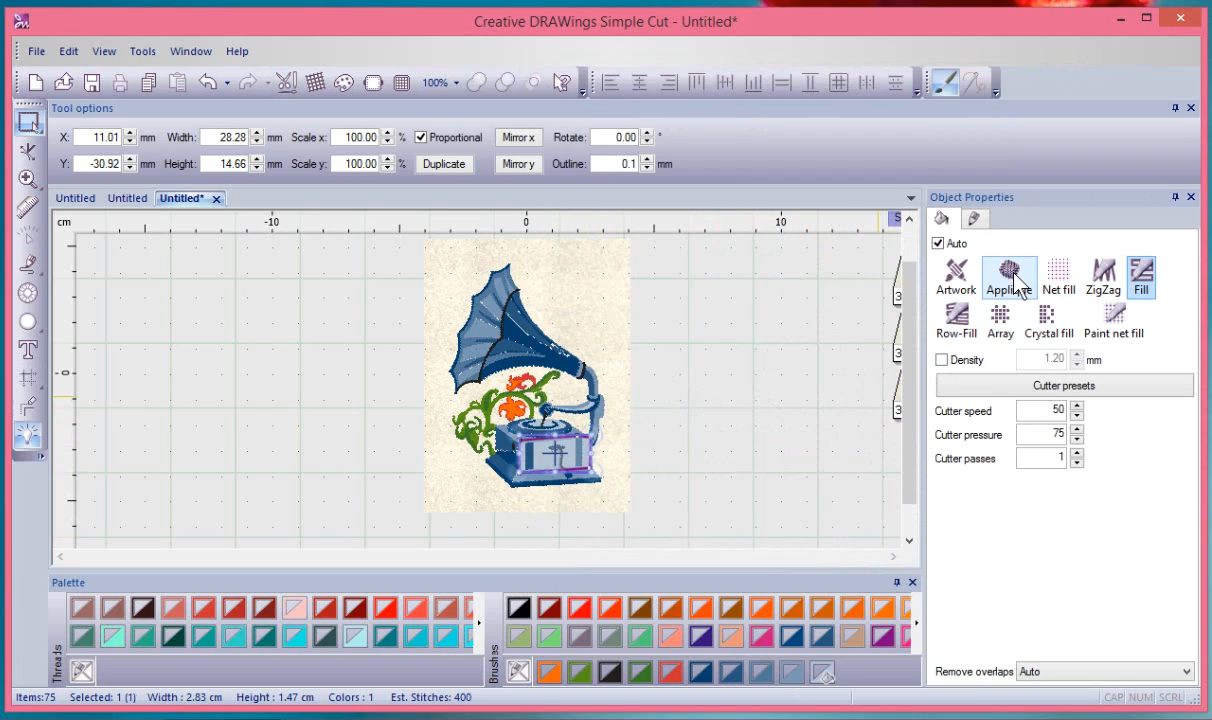 Creative DRAWings Simple Cut - Untitled*
File Edit View Tools Window Help
100%
Tool options
X: 11.01 mm Width: 28.28 mm Scale x: 100.00 % Proportional Mirror x Rotate: 0.00 °
Y: -30.92 mm Height: 14.66 mm Scale y: 100.00 % Duplicate Mirror y Outline: 0.1 mm
Untitled Untitled Untitled*
Object Properties
cm -10 0 10 S
Auto
Artwork Applique Net fill ZigZag Fill
Row-Fill Array Crystal fill Paint net fill
3
Density 1.20 mm
3
0
Cutter presets
Cutter speed 50
3
Cutter pressure 75
Cutter passes 1
Palette
Threads
Brushes
Remove overlaps Auto
Items:75 Selected: 1 (1) Width : 2.83 cm Height : 1.47 cm Colors : 1 Est. Stitches: 400 CAP NUM SCRL